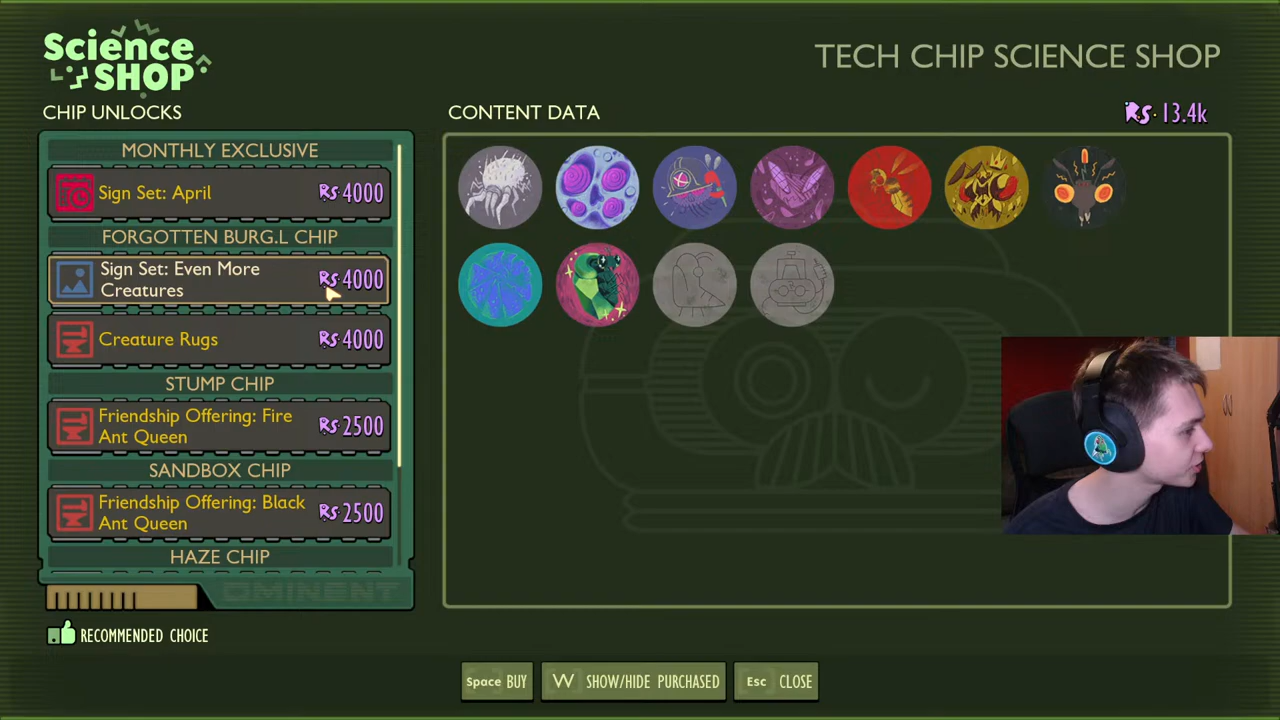 Science
SHOP
TECH CHIP SCIENCE SHOP
CHIP UNLOCKS
CONTENT DATA
RS 13.4k
MONTHLY EXCLUSIVE
Sign Set: April RS 4000
FORGOTTEN BURG.L CHIP
Sign Set: Even More
Creatures RS 4000
Creature Rugs RS 4000
STUMP CHIP
Friendship Offering: Fire
Ant Queen RS 2500
SANDBOX CHIP
Friendship Offering: Black
Ant Queen RS 2500
HAZE CHIP
OMINENT
RECOMMENDED CHOICE
Space BUY
W SHOW/HIDE PURCHASED
Esc CLOSE